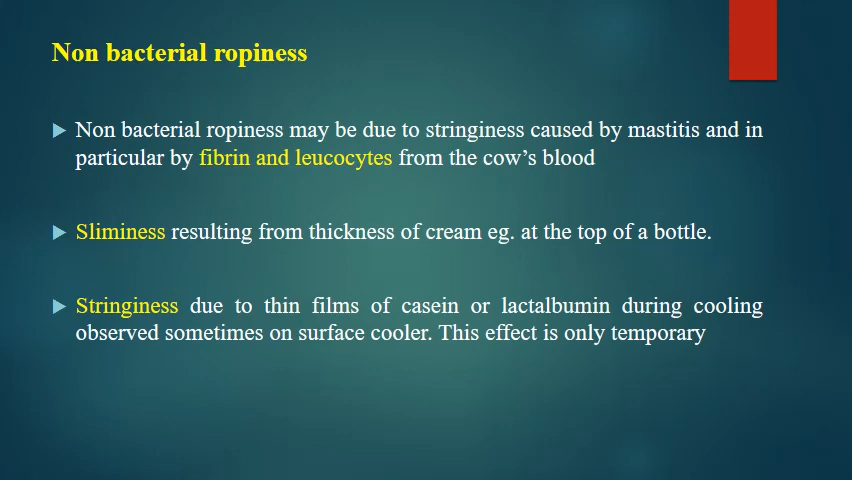 Non bacterial ropiness
Non bacterial ropiness may be due to stringiness caused by mastitis and in
particular by fibrin and leucocytes from the cow’s blood
Sliminess resulting from thickness of cream eg. at the top of a bottle.
Stringiness due to thin films of casein or lactalbumin during cooling
observed sometimes on surface cooler. This effect is only temporary